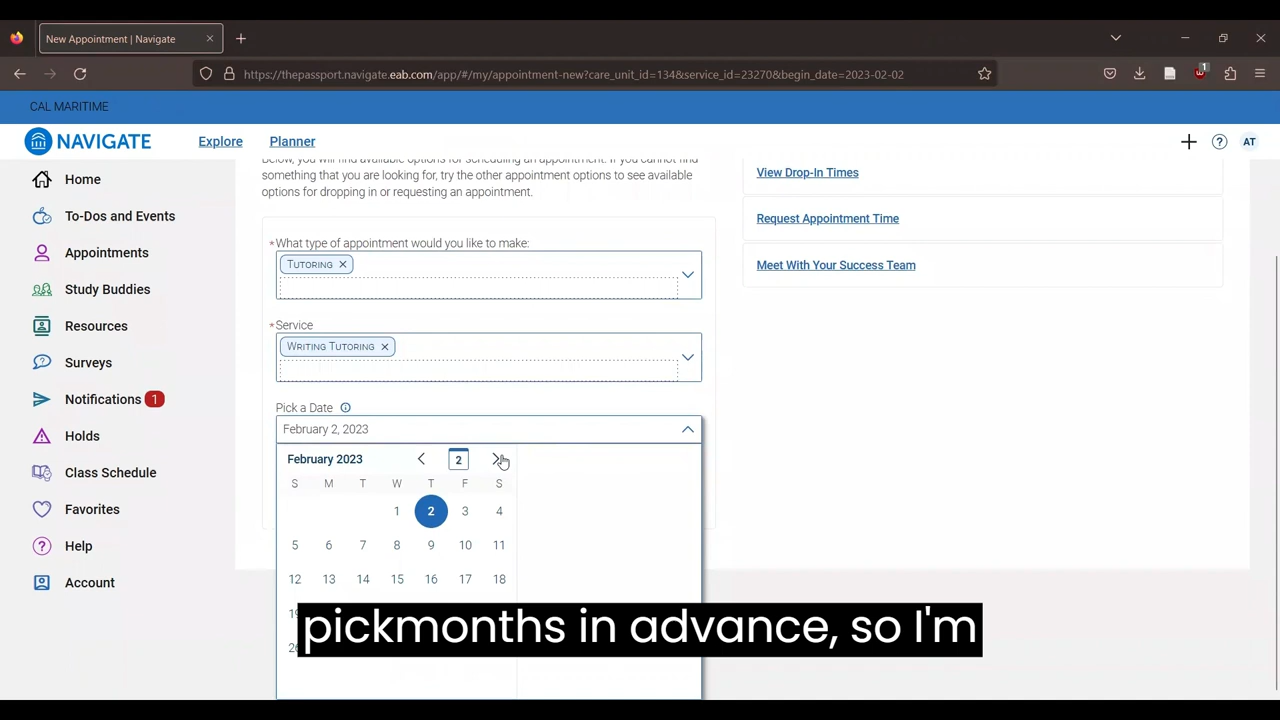 New Appointment | Navigate
https://thepassport.navigate.eab.com/app/#/my/appointment-new?care_unit_id=134&service_id=23270&begin_date=2023-02-02
1
CAL MARITIME
NAVIGATE
Explore
Planner
AT
Home
To-Dos and Events
Appointments
Study Buddies
Resources
Surveys
Notifications 1
Holds
Class Schedule
Favorites
Help
Account
Below, you will find available options for scheduling an appointment. If you cannot find
something that you are looking for, try the other appointment options to see available
options for dropping in or requesting an appointment.
*What type of appointment would you like to make:
TUTORING
*Service
WRITING TUTORING
Pick a Date
February 2, 2023
February 2023
2
S M T W T F S
1 2 3 4
5 6 7 8 9 10 11
12 13 14 15 16 17 18
View Drop-In Times
Request Appointment Time
Meet With Your Success Team
pickmonths in advance, so I'm